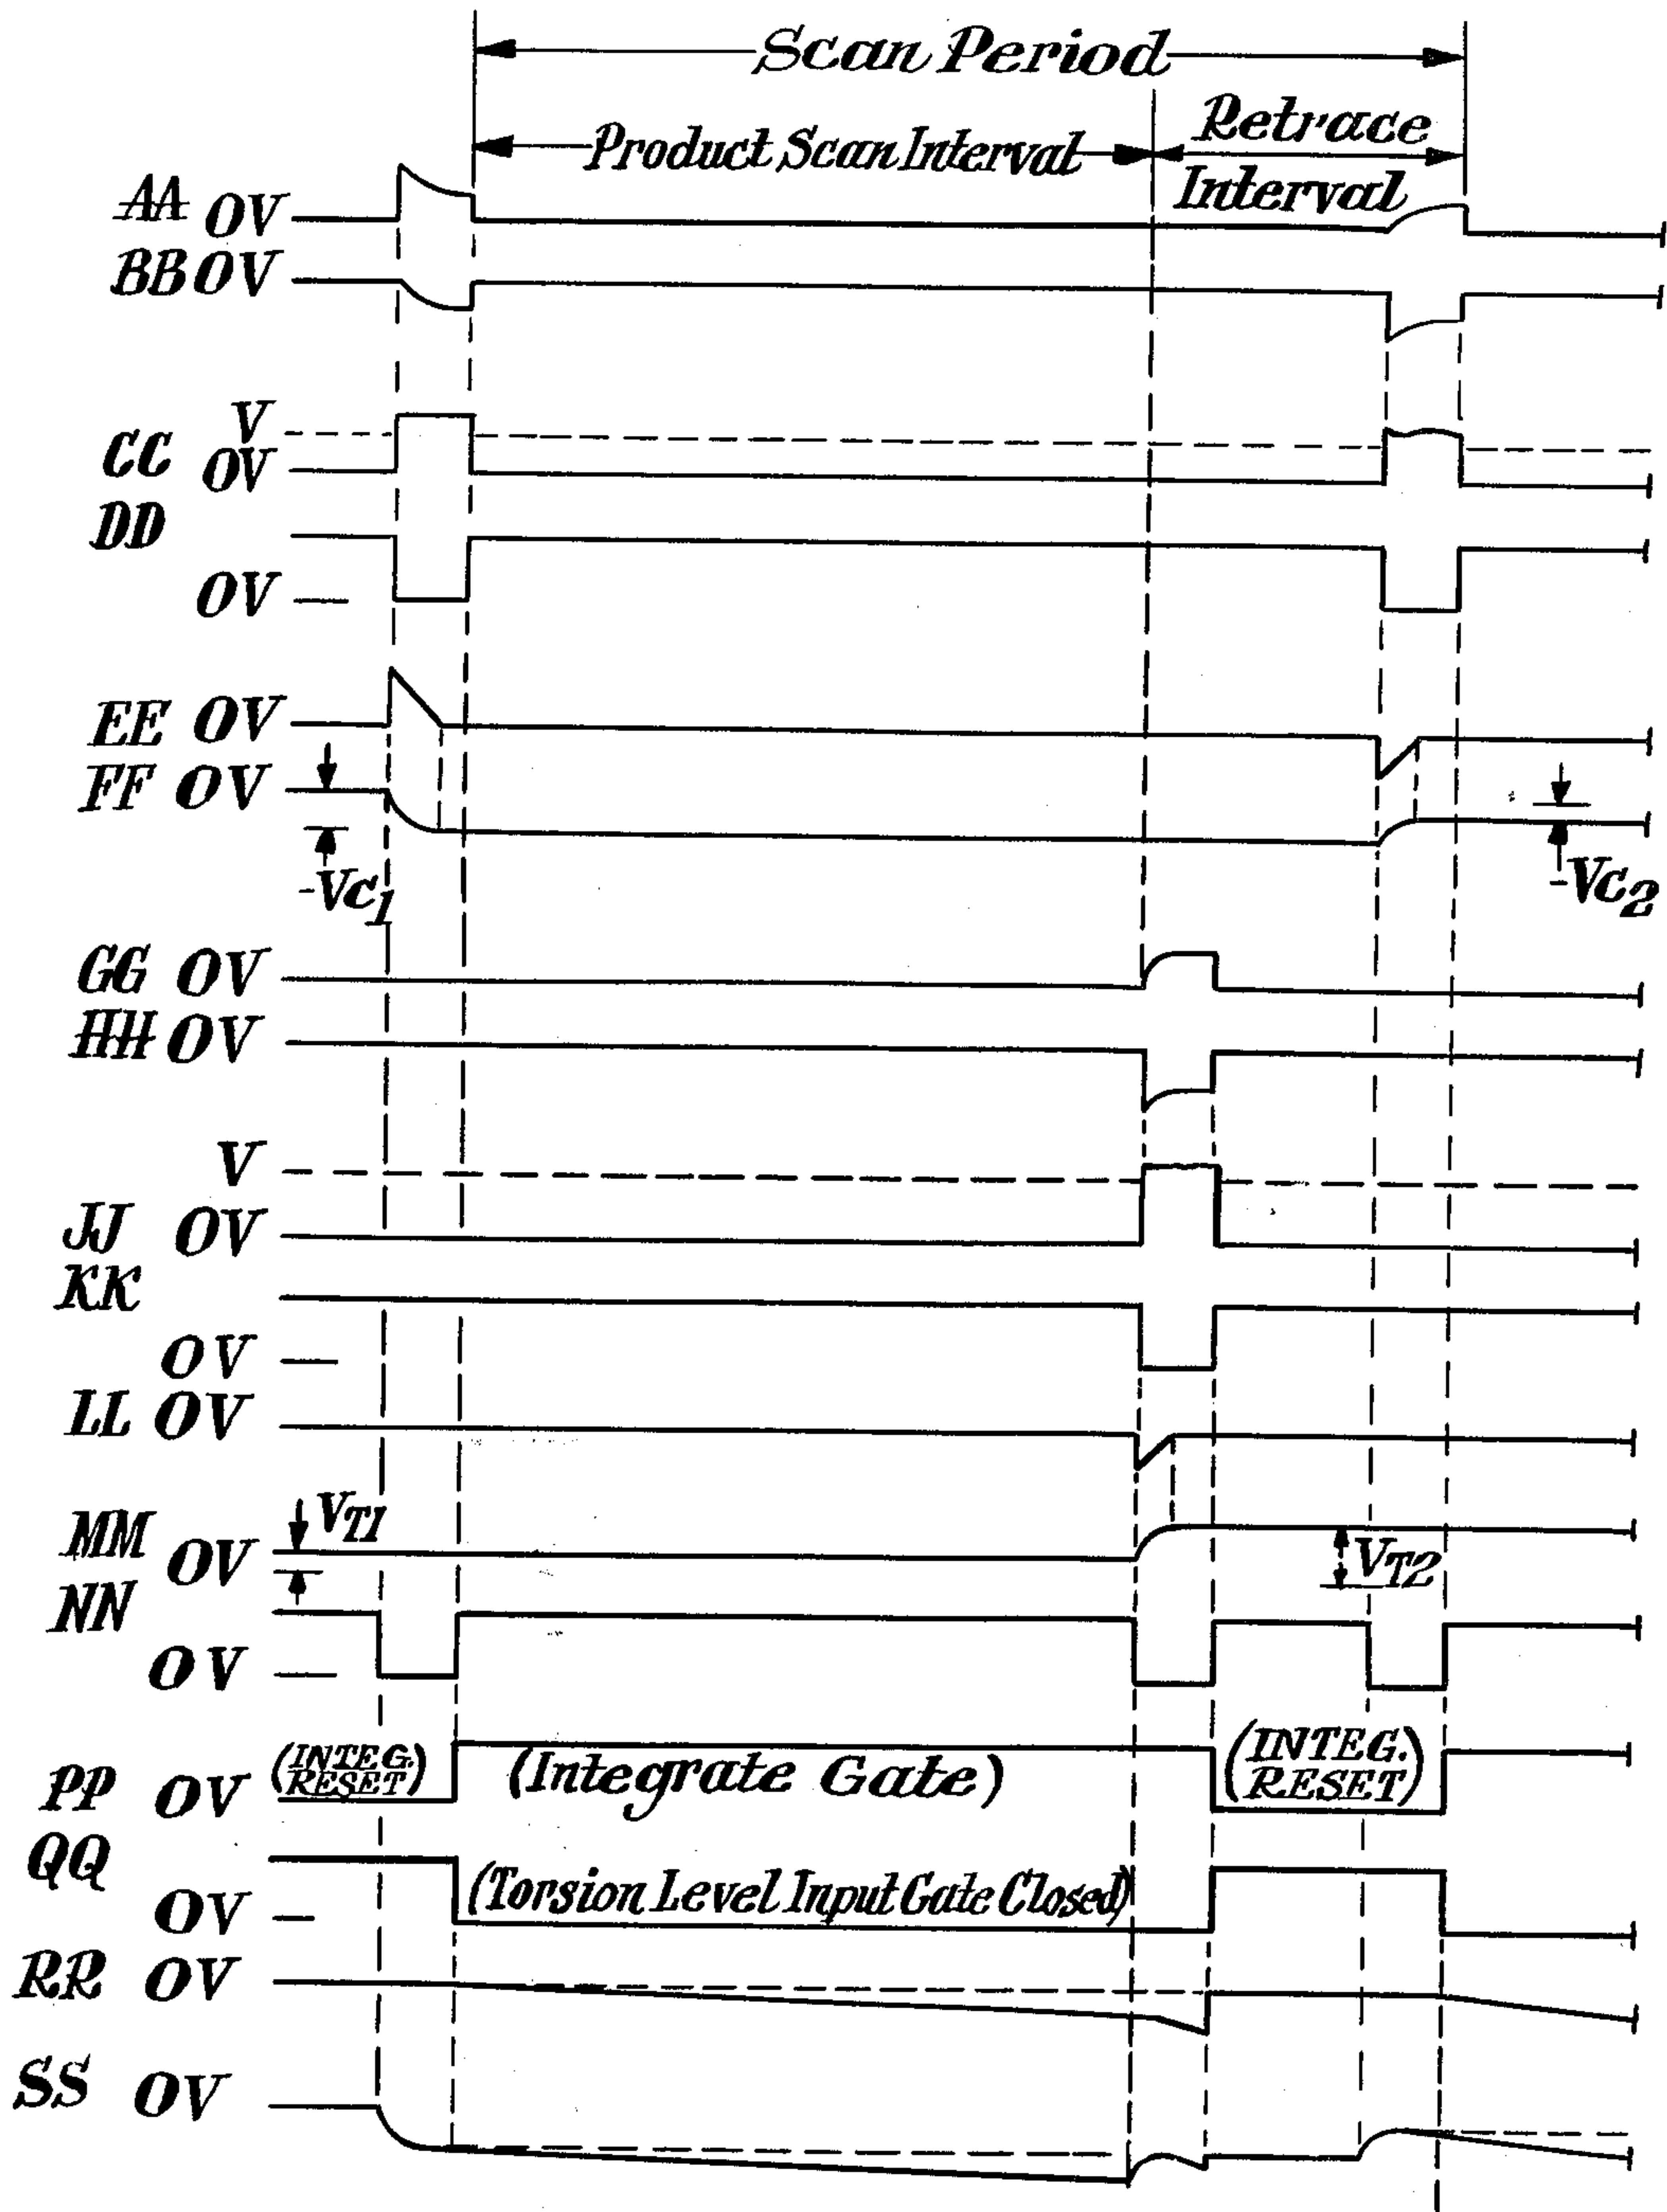 Scan Period
Product Scan Interval
Retrace
Interval
AA OV
BB OV
V
CC OV
DD
OV
EE OV
FF OV
-VC1
-VC2
GG OV
HH OV
V
JJ OV
KK
OV
LL OV
VT1
MM OV
VT2
NN
OV
(INTEG.
RESET)
(Integrate Gate)
(INTEG.
RESET)
PP OV
QQ
(Torsion Level Input Gate Closed)
OV
RR OV
SS OV